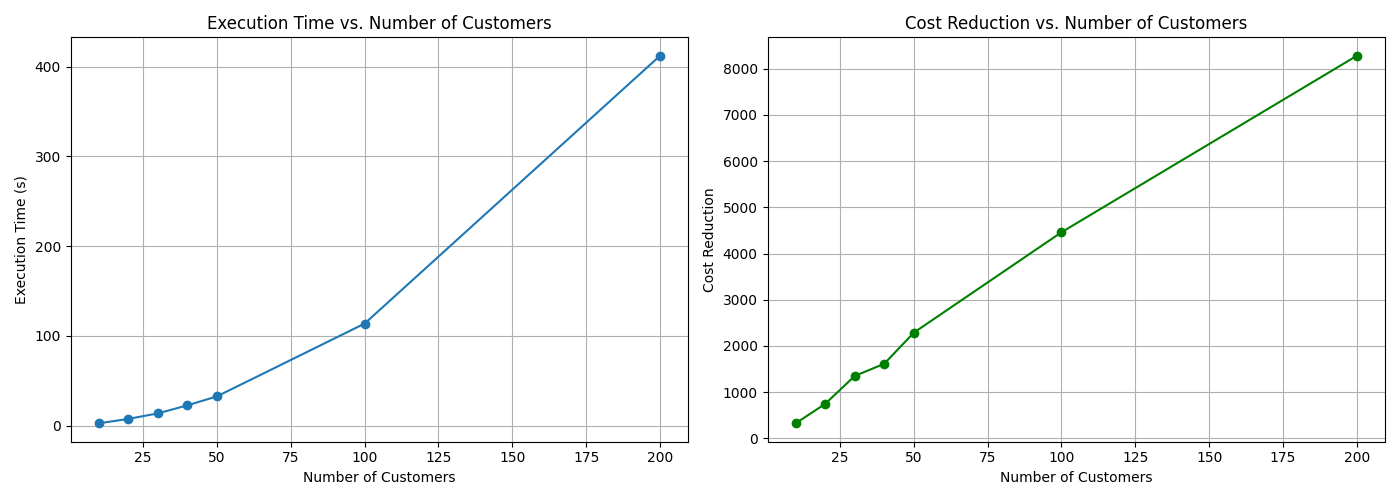 Execution Time vs. Number of Customers
Execution Time (s)
400
300
200
100
0
25 50 75 100 125 150 175 200
Number of Customers
Cost Reduction vs. Number of Customers
Cost Reduction
8000
7000
6000
5000
4000
3000
2000
1000
0
25 50 75 100 125 150 175 200
Number of Customers